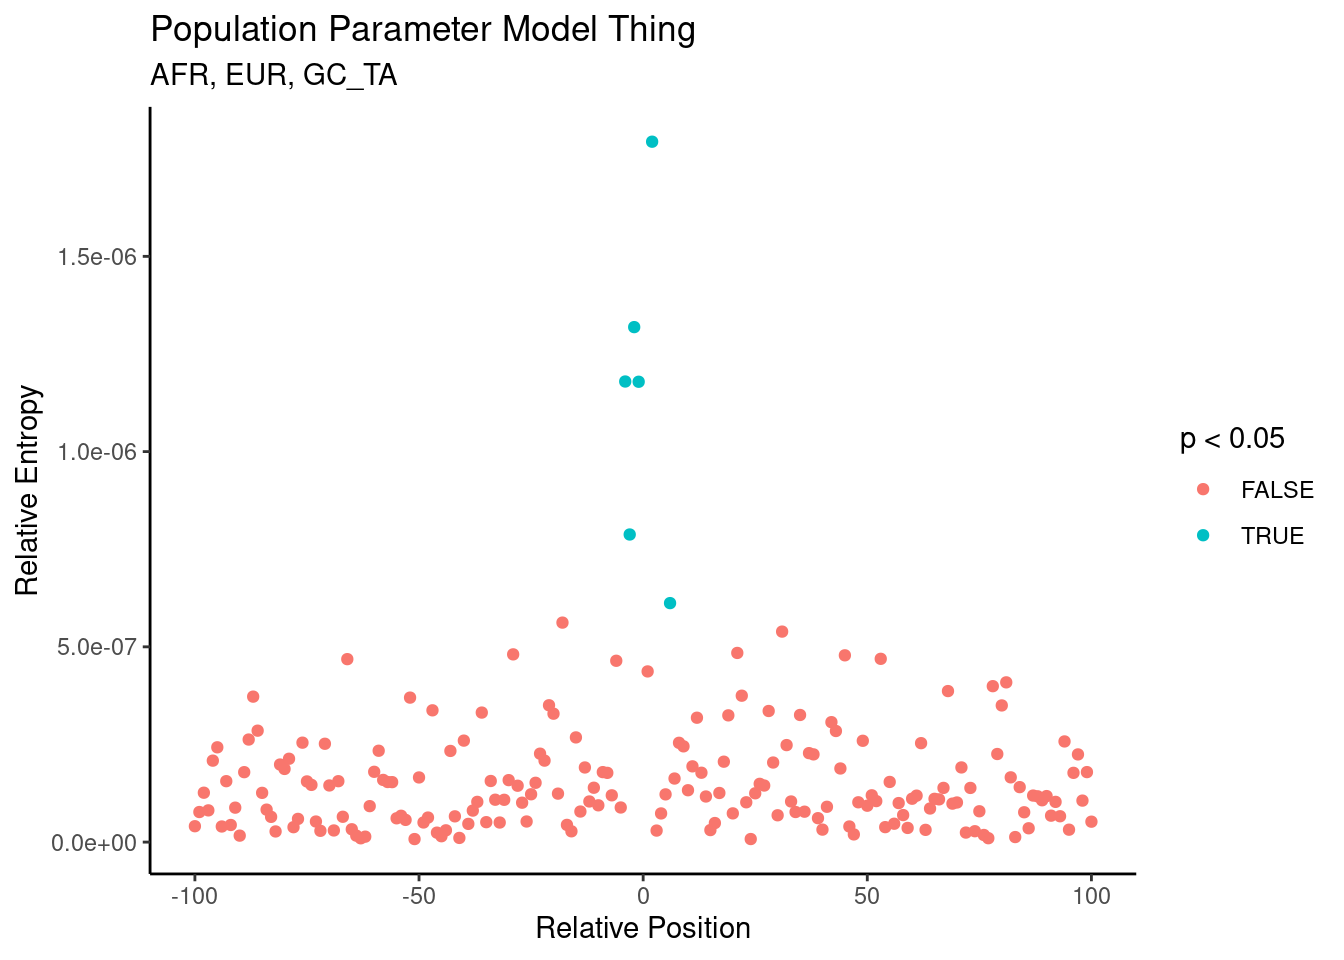 Population Parameter Model Thing
AFR, EUR, GC_TA
1.5e-06
1.0e-06
5.0e-07
0.0e+00
Relative Entropy
-100
-50
0
50
100
Relative Position
p < 0.05
FALSE
TRUE